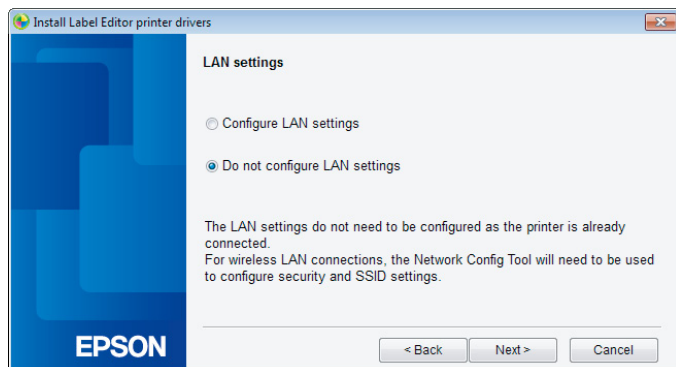 Install Label Editor printer drivers
LAN settings
Configure LAN settings
Do not configure LAN settings
The LAN settings do not need to be configured as the printer is already
connected.
For wireless LAN connections, the Network Config Tool will need to be used
to configure security and SSID settings.
EPSON
< Back
Next >
Cancel